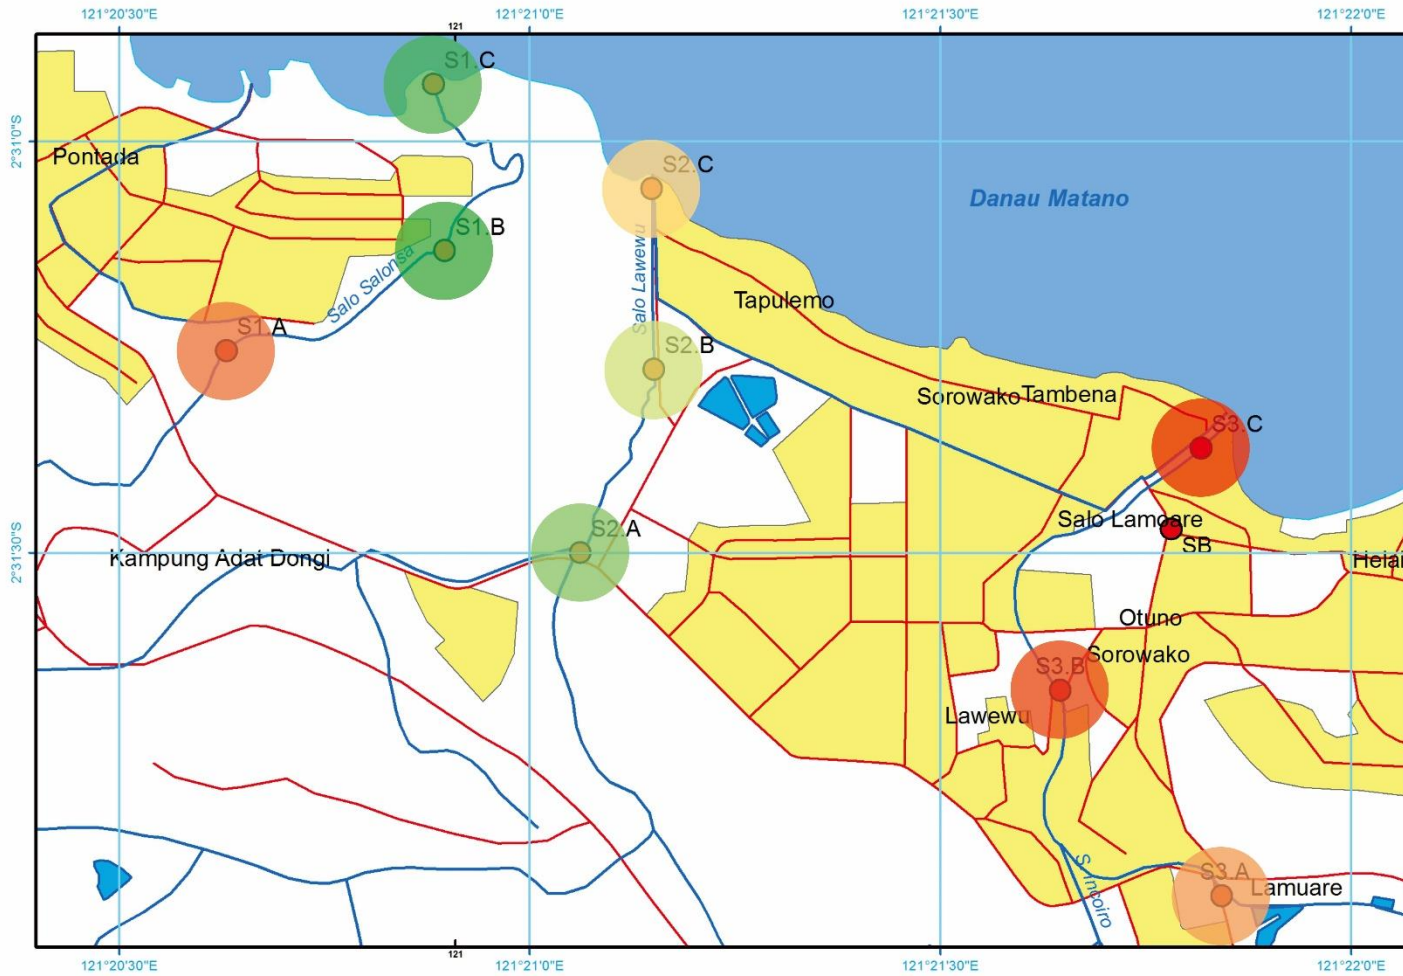 121°20'30"E
121°21'0"E
121°21'30"E
121°22'0"E
121
S1.C
2°31'0"S
Pontada
S2.C
Danau Matano
S1.B
Salo Salonsa
Salo Lawewu
Tapulemo
S1.A
S2.B
Sorowako
Tambena
S3.C
Salo Lamoare
S2.A
SB
2°31'30"S
Kampung Adat Dongi
Otuno
Sorowako
S3.B
Lawewu
S3.A
Lamuare
S. Incoiro
121
121°20'30"E
121°21'0"E
121°21'30"E
121°22'0"E